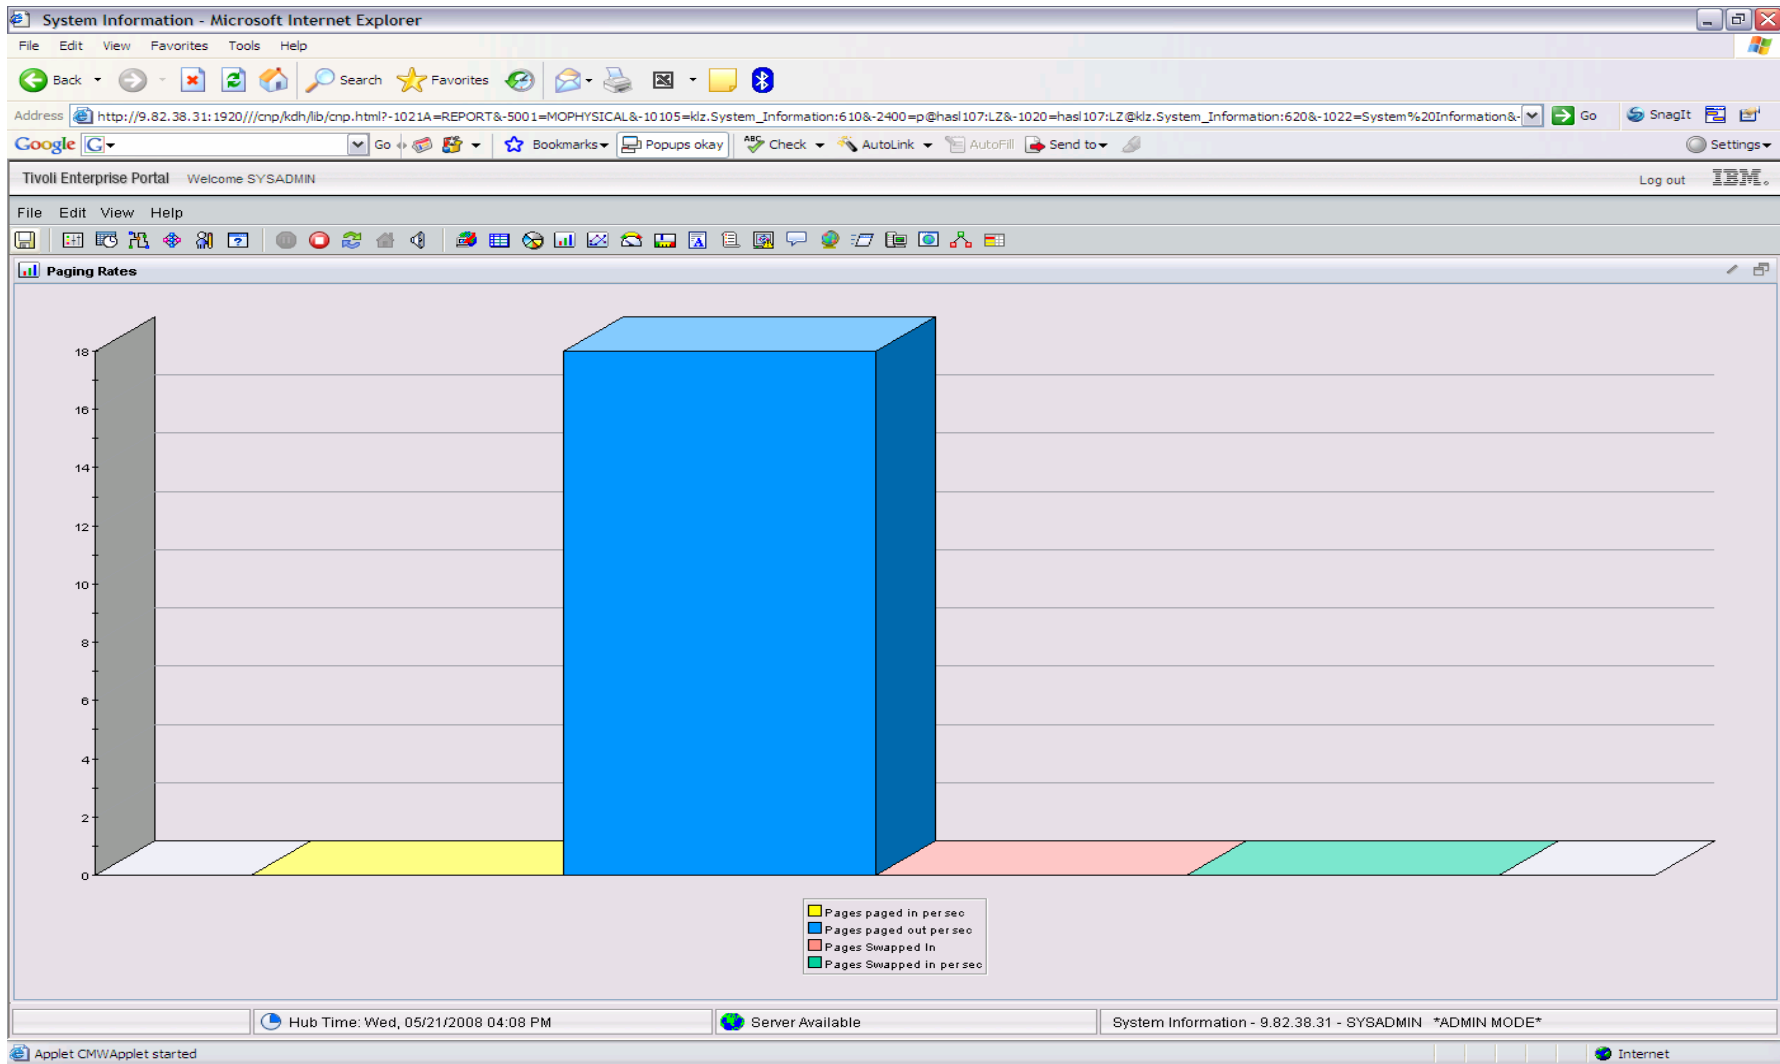 System Information - Microsoft Internet Explorer
File Edit View Favorites Tools Help
Back Search Favorites
Address http://9.82.38.31:1920///cnp/kdh/lib/cnp.html?-1021A=REPORT&-5001=MOPHYSICAL&-10105=klz.System_Information:610&-2400=p@hasl107:LZ&-1020=hasl107:LZ@klz.System_Information:620&-1022=System%20Information&- Go SnagIt
Google G Go Bookmarks Popups okay ABC Check AutoLink AutoFill Send to Settings
Tivoli Enterprise Portal Welcome SYSADMIN Log out IBM.
File Edit View Help
Paging Rates
18
16
14
12
10
8
6
4
2
0
Pages paged in per sec
Pages paged out per sec
Pages Swapped In
Pages Swapped in per sec
Hub Time: Wed, 05/21/2008 04:08 PM Server Available System Information - 9.82.38.31 - SYSADMIN *ADMIN MODE*
Applet CMWApplet started Internet